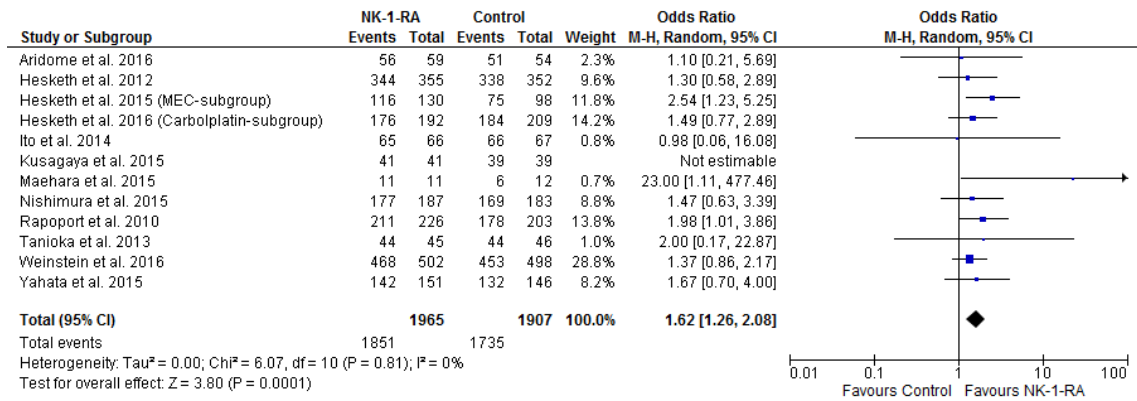 NK-1-RA Control Odds Ratio Odds Ratio
Study or Subgroup Events Total Events Total Weight M-H, Random, 95% CI M-H, Random, 95% CI
Aridome et al. 2016 56 59 51 54 2.3% 1.10 [0.21, 5.69]
Hesketh et al. 2012 344 355 338 352 9.6% 1.30 [0.58, 2.89]
Hesketh et al. 2015 (MEC-subgroup) 116 130 75 98 11.8% 2.54 [1.23, 5.25]
Hesketh et al. 2016 (Carbolplatin-subgroup) 176 192 184 209 14.2% 1.49 [0.77, 2.89]
Ito et al. 2014 65 66 66 67 0.8% 0.98 [0.06, 16.08]
Kusagaya et al. 2015 41 41 39 39 Not estimable
Maehara et al. 2015 11 11 6 12 0.7% 23.00 [1.11, 477.46]
Nishimura et al. 2015 177 187 169 183 8.8% 1.47 [0.63, 3.39]
Rapoport et al. 2010 211 226 178 203 13.8% 1.98 [1.01, 3.86]
Tanioka et al. 2013 44 45 44 46 1.0% 2.00 [0.17, 22.87]
Weinstein et al. 2016 468 502 453 498 28.8% 1.37 [0.86, 2.17]
Yahata et al. 2015 142 151 132 146 8.2% 1.67 [0.70, 4.00]
Total (95% CI) 1965 1907 100.0% 1.62 [1.26, 2.08]
Total events 1851 1735
Heterogeneity: Tau² = 0.00; Chi² = 6.07, df = 10 (P = 0.81); I² = 0%
Test for overall effect: Z = 3.80 (P = 0.0001)
0.01 0.1 1 10 100
Favours Control Favours NK-1-RA